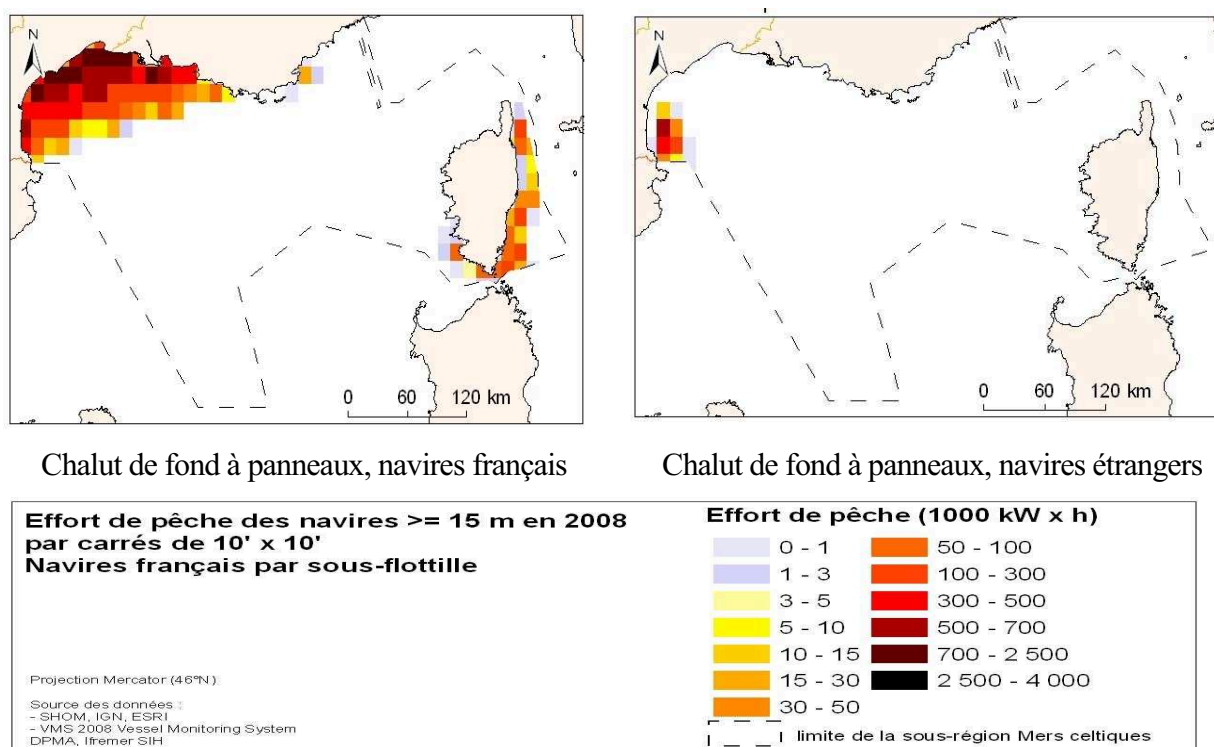 N
0 60 120 km
N
0 60 120 km
Chalut de fond à panneaux, navires français
Chalut de fond à panneaux, navires étrangers
Effort de pêche des navires >= 15 m en 2008
par carrés de 10' x 10'
Navires français par sous-flottille
Projection Mercator (46°N)
Source des données :
- SHOM, IGN, ESRI
- VMS 2008 Vessel Monitoring System
DPMA, Ifremer SIH
Effort de pêche (1000 kW x h)
0 - 1
1 - 3
3 - 5
5 - 10
10 - 15
15 - 30
30 - 50
50 - 100
100 - 300
300 - 500
500 - 700
700 - 2 500
2 500 - 4 000
limite de la sous-région Mers celtiques